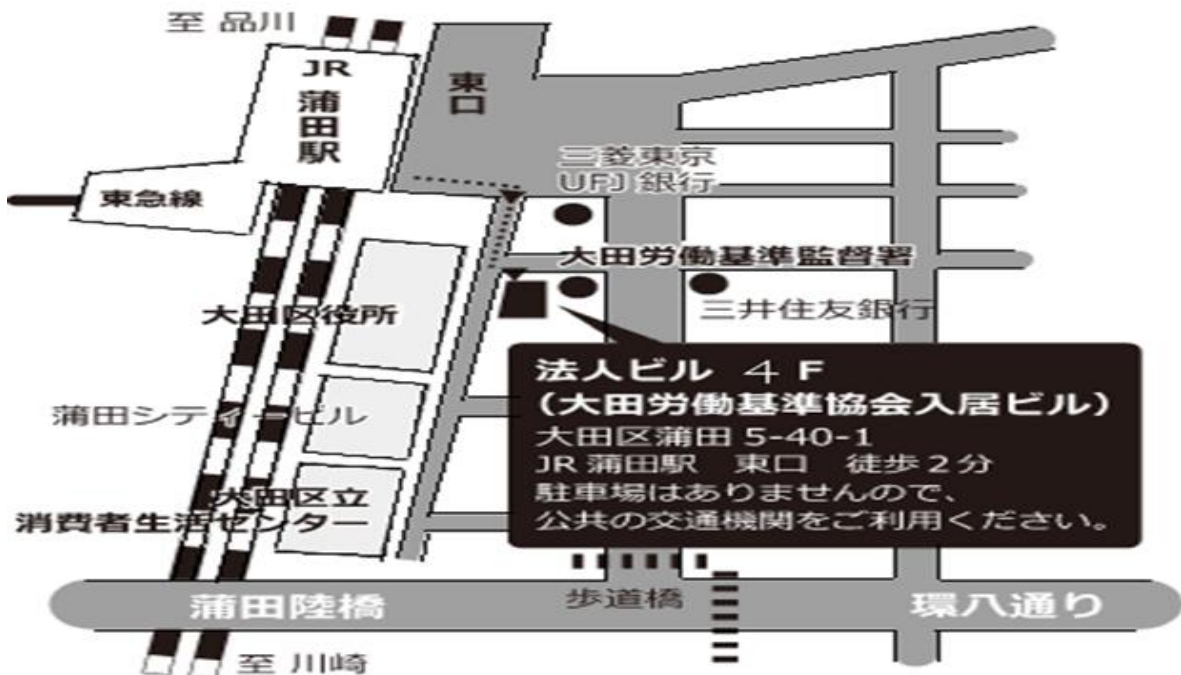 至 品川
JR
蒲田駅
東口
三菱東京
UFJ 銀行
東急線
大田労働基準監督署
大田区役所
三井住友銀行
法人ビル ４ F
（大田労働基準協会入居ビル）
大田区蒲田 5-40-1
JR 蒲田駅　東口　徒歩２分
駐車場はありませんので、
公共の交通機関をご利用ください。
蒲田シティービル
大田区立
消費者生活センター
歩道橋
蒲田陸橋
環八通り
至 川崎